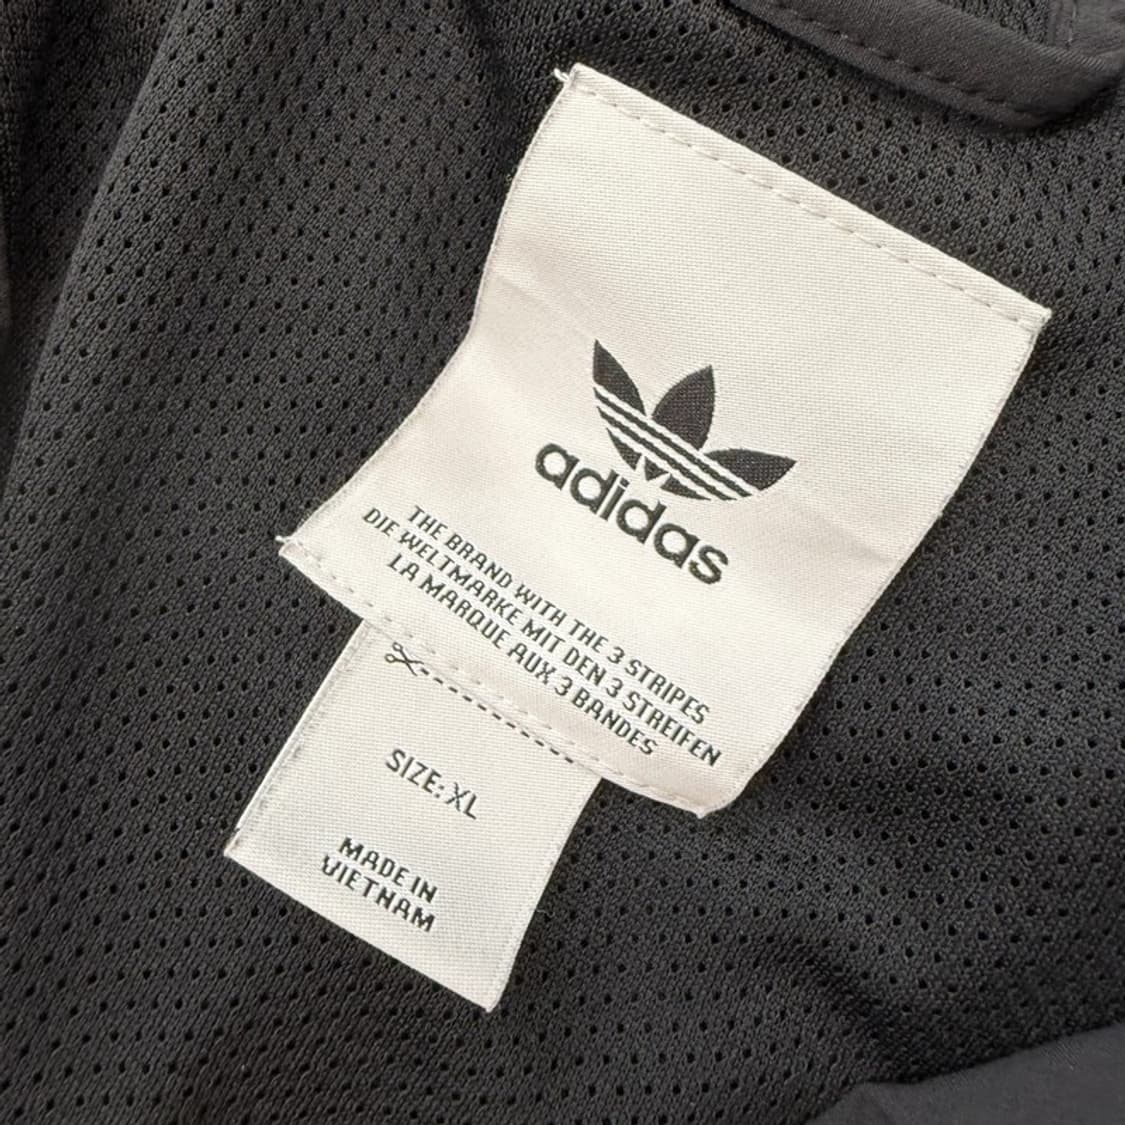 adidas
THE BRAND WITH THE 3 STRIPES
DIE WELTMARKE MIT DEN 3 STREIFEN
LA MARQUE AUX 3 BANDES
SIZE: XL
MADE IN
VIETNAM